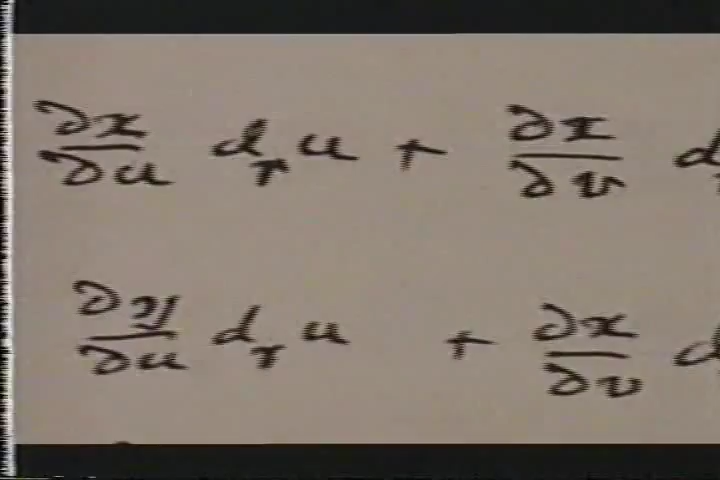 ∂x/∂u d_r u + ∂x/∂v d
∂y/∂u d_r u + ∂x/∂v d